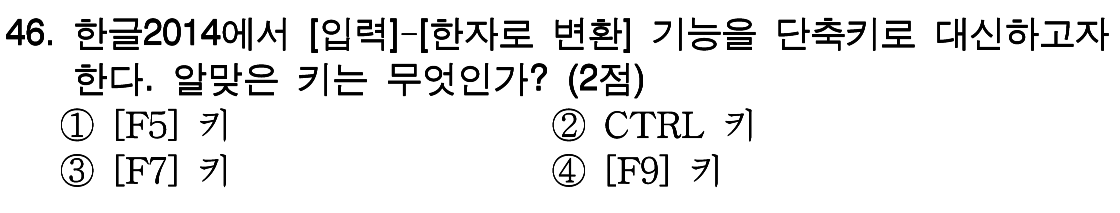 46. 한글2014에서 [입력]-[한자로 변환] 기능을 단축키로 대신하고자
한다. 알맞은 키는 무엇인가? (2점)
① [F5] 키 ② CTRL 키
③ [F7] 키 ④ [F9] 키